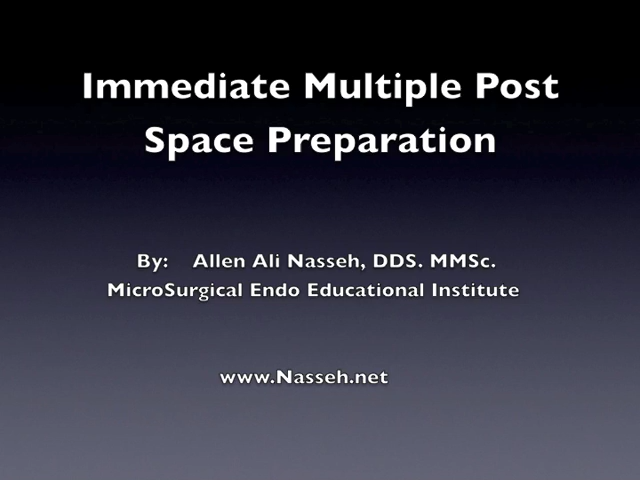 Immediate Multiple Post
Space Preparation
By: Allen Ali Nasseh, DDS. MMSc.
MicroSurgical Endo Educational Institute
www.Nasseh.net